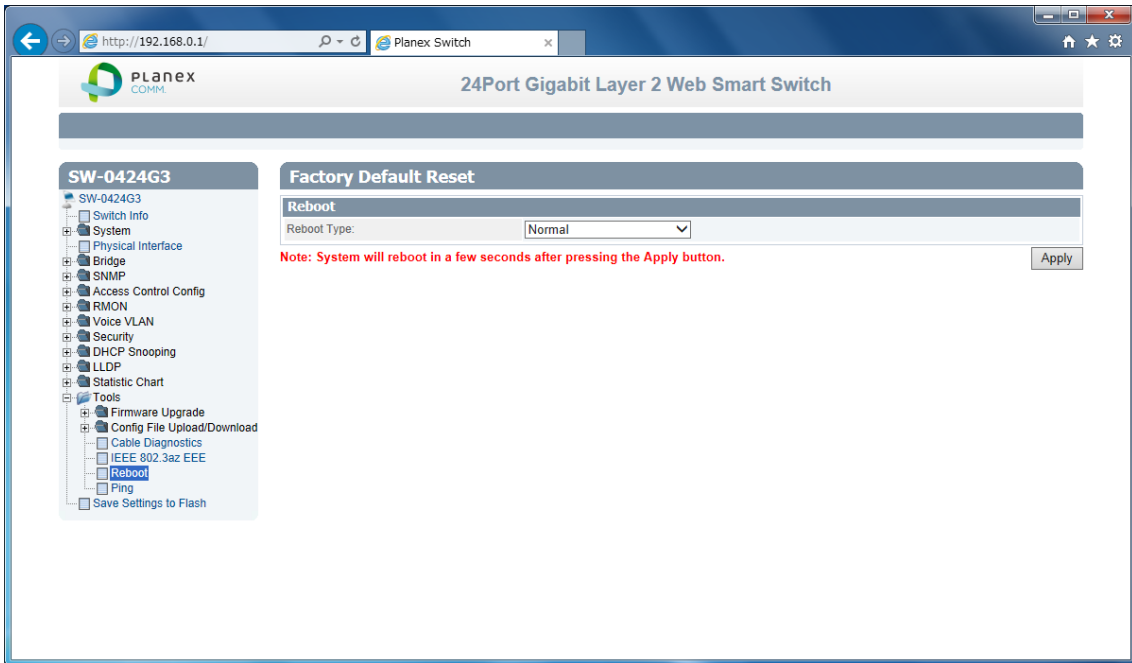 http://192.168.0.1/
Planex Switch
PLANEX
COMM.
24Port Gigabit Layer 2 Web Smart Switch
SW-0424G3
SW-0424G3
Switch Info
System
Physical Interface
Bridge
SNMP
Access Control Config
RMON
Voice VLAN
Security
DHCP Snooping
LLDP
Statistic Chart
Tools
Firmware Upgrade
Config File Upload/Download
Cable Diagnostics
IEEE 802.3az EEE
Reboot
Ping
Save Settings to Flash
Factory Default Reset
Reboot
Reboot Type: Normal
Note: System will reboot in a few seconds after pressing the Apply button.
Apply